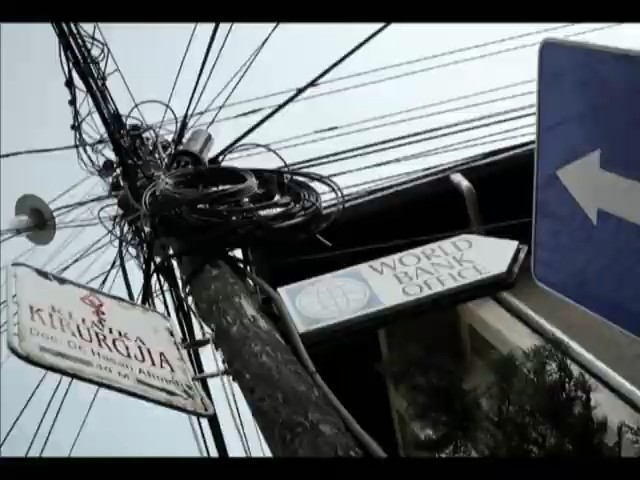 KLINIKA
KIRURGJIA
Doc. Dr. Hasan Ahmeti
WORLD
BANK
OFFICE